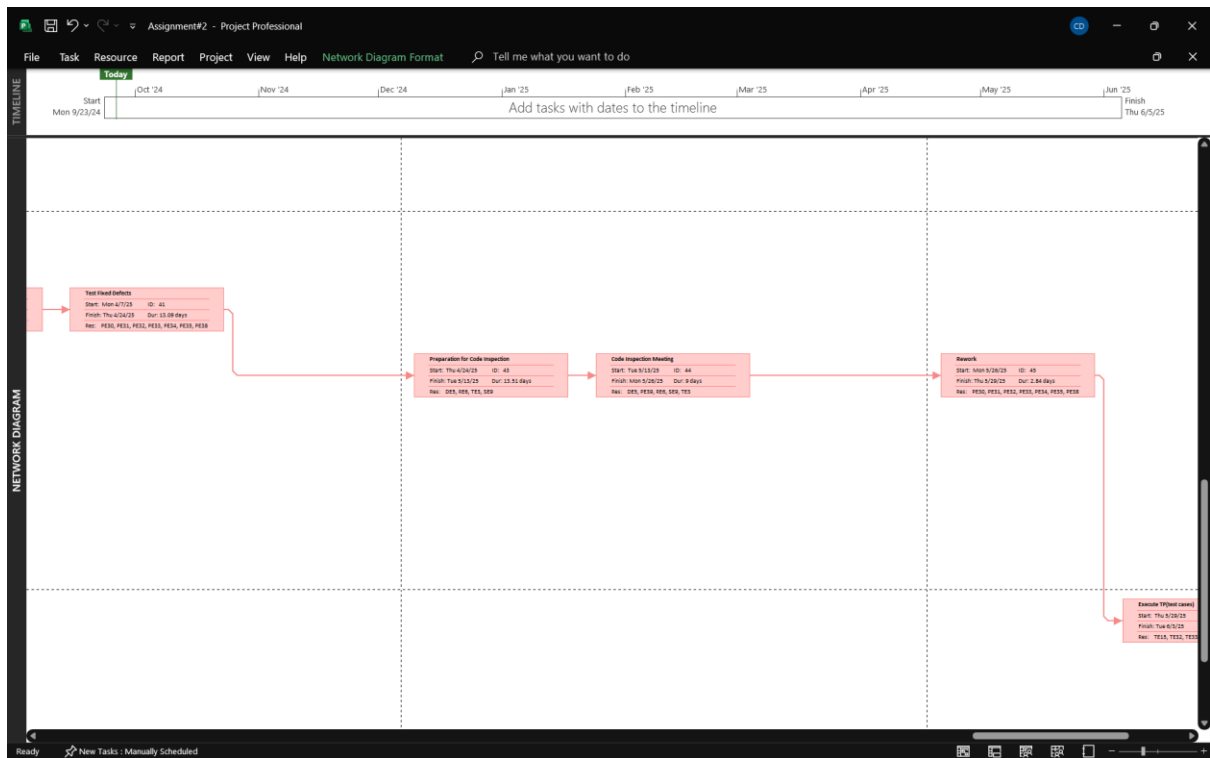 Assignment#2 - Project Professional
CD
File Task Resource Report Project View Help Network Diagram Format Tell me what you want to do
Today
Oct '24 Nov '24 Dec '24 Jan '25 Feb '25 Mar '25 Apr '25 May '25 Jun '25
TIMELINE
Start
Mon 9/23/24
Add tasks with dates to the timeline
Finish
Thu 6/5/25
NETWORK DIAGRAM
Test Fixed Defects
Start: Mon 4/7/25 ID: 41
Finish: Thu 4/24/25 Dur: 13.09 days
Res: PE30, PE31, PE32, PE33, PE34, PE35, PE38
Preparation for Code Inspection
Start: Thu 4/24/25 ID: 43
Finish: Tue 5/13/25 Dur: 13.51 days
Res: DE5, RE6, TE3, SE9
Code Inspection Meeting
Start: Tue 5/13/25 ID: 44
Finish: Mon 5/26/25 Dur: 9 days
Res: DE5, PE39, RE6, SE9, TE3
Rework
Start: Mon 5/26/25 ID: 45
Finish: Thu 5/29/25 Dur: 2.84 days
Res: PE30, PE31, PE32, PE33, PE34, PE35, PE38
Execute TP(test cases)
Start: Thu 5/29/25
Finish: Tue 6/3/25
Res: TE15, TE32, TE33
Ready New Tasks : Manually Scheduled